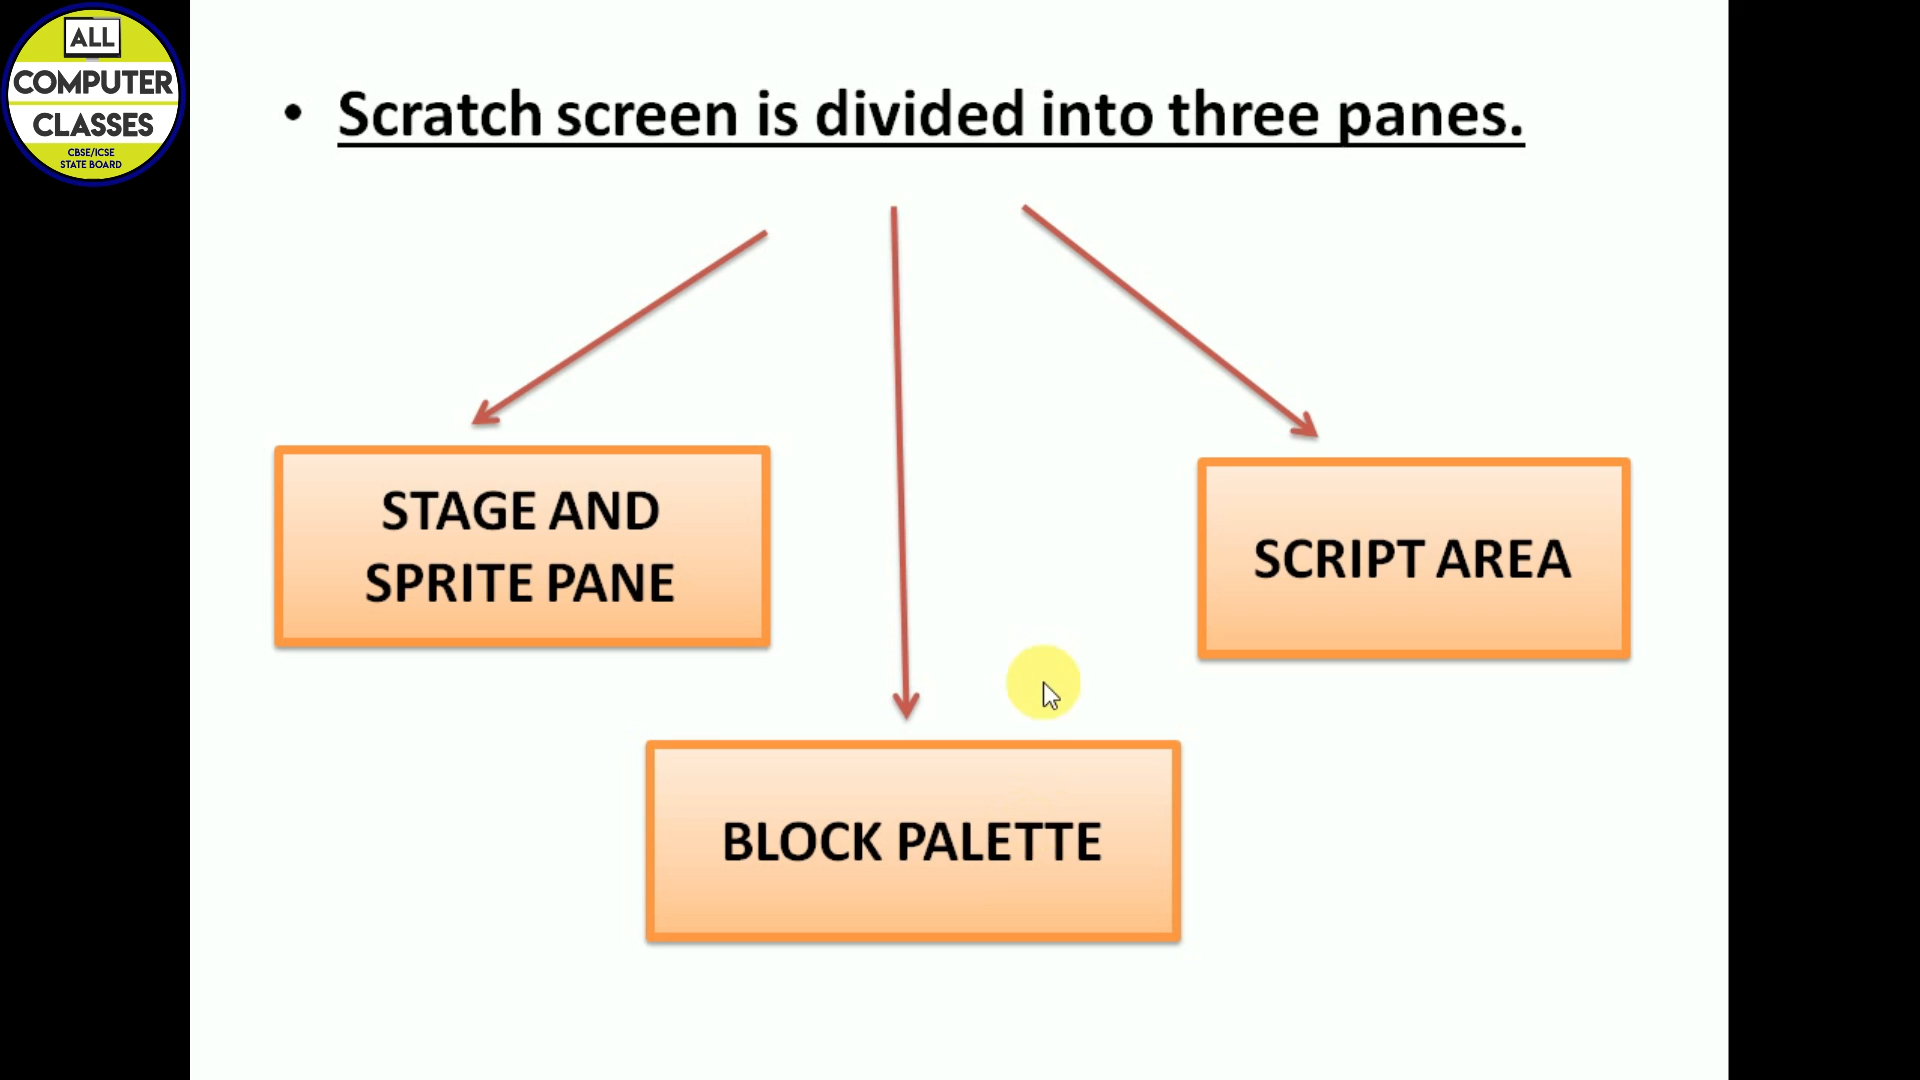 ALL
COMPUTER
CLASSES
CBSE/ICSE
STATE BOARD
• Scratch screen is divided into three panes.
STAGE AND
SPRITE PANE
SCRIPT AREA
BLOCK PALETTE